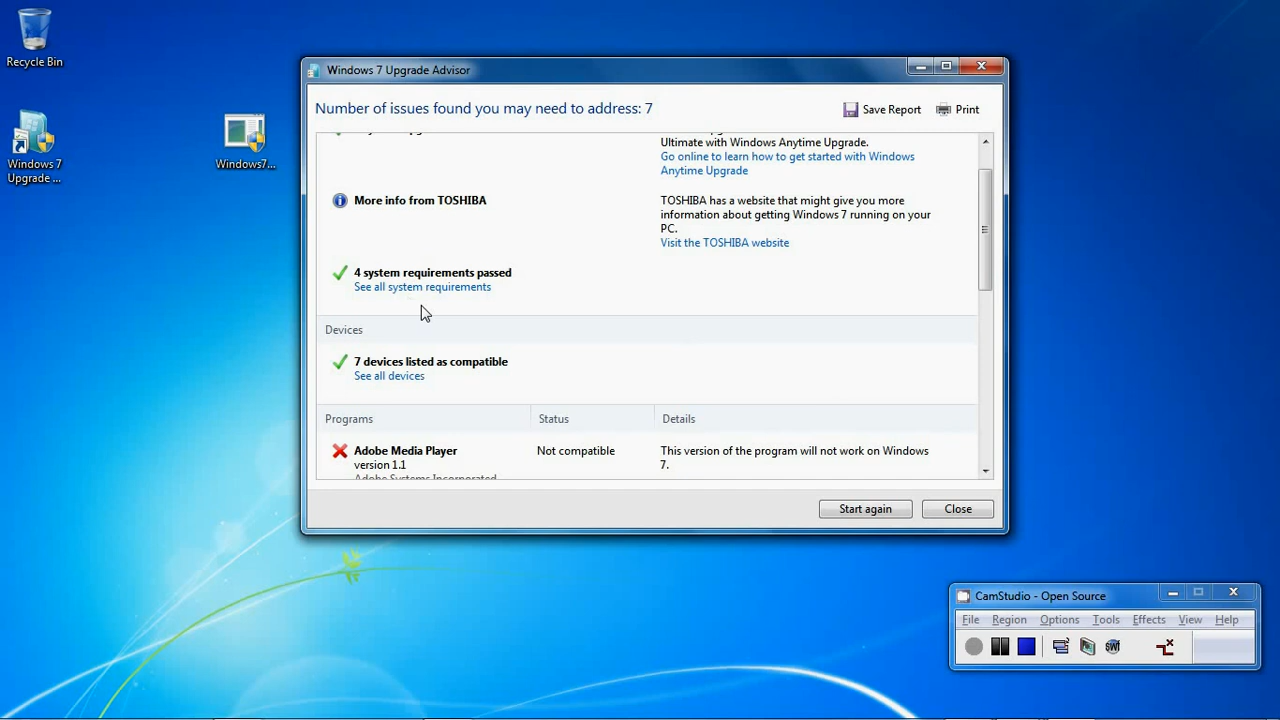 Recycle Bin
Windows 7
Upgrade ...
Windows7...
Windows 7 Upgrade Advisor
Number of issues found you may need to address: 7
Save Report
Print
Ultimate with Windows Anytime Upgrade.
Go online to learn how to get started with Windows
Anytime Upgrade
More info from TOSHIBA
TOSHIBA has a website that might give you more
information about getting Windows 7 running on your
PC.
Visit the TOSHIBA website
4 system requirements passed
See all system requirements
Devices
7 devices listed as compatible
See all devices
Programs Status Details
Adobe Media Player Not compatible This version of the program will not work on Windows
version 1.1 7.
Adobe Systems Incorporated
Start again Close
CamStudio - Open Source
File Region Options Tools Effects View Help